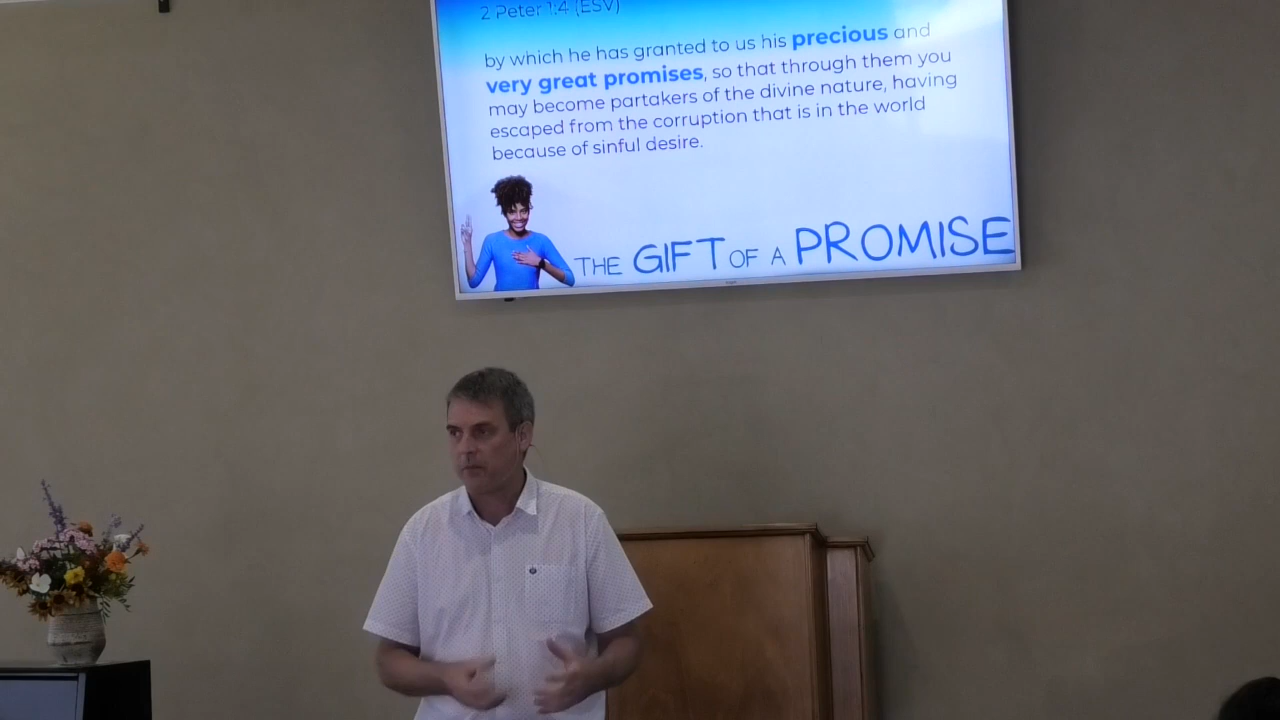 2 Peter 1:4 (ESV)
by which he has granted to us his precious and
very great promises, so that through them you
may become partakers of the divine nature, having
escaped from the corruption that is in the world
because of sinful desire.
THE GIFT OF A PROMISE